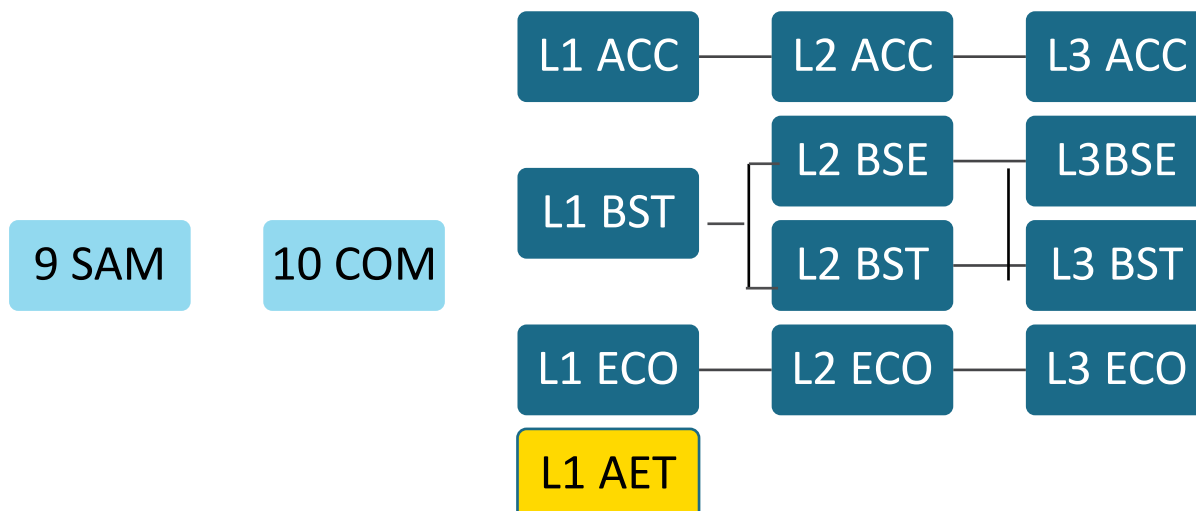 L1 ACC
L2 ACC
L3 ACC
L2 BSE
L3BSE
L1 BST
9 SAM
10 COM
L2 BST
L3 BST
L1 ECO
L2 ECO
L3 ECO
L1 AET